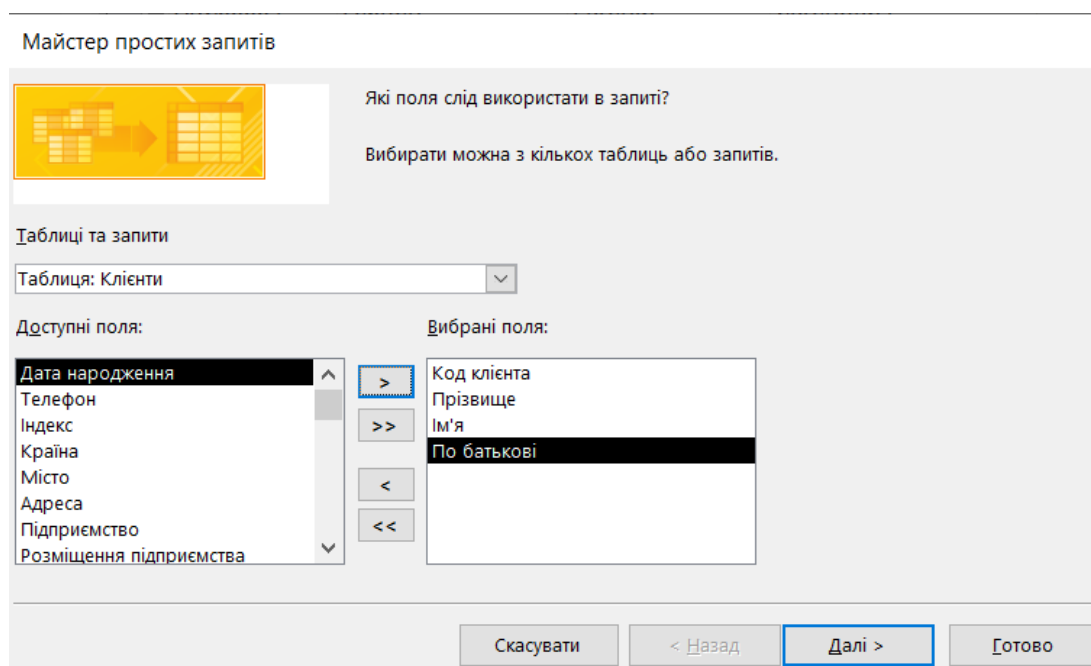 Майстер простих запитів
Які поля слід використати в запиті?
Вибирати можна з кількох таблиць або запитів.
Таблиці та запити
Таблиця: Клієнти
Доступні поля:
Вибрані поля:
Дата народження
Телефон
Індекс
Країна
Місто
Адреса
Підприємство
Розміщення підприємства
>
>>
<
<<
Код клієнта
Прізвище
Ім'я
По батькові
Скасувати
< Назад
Далі >
Готово